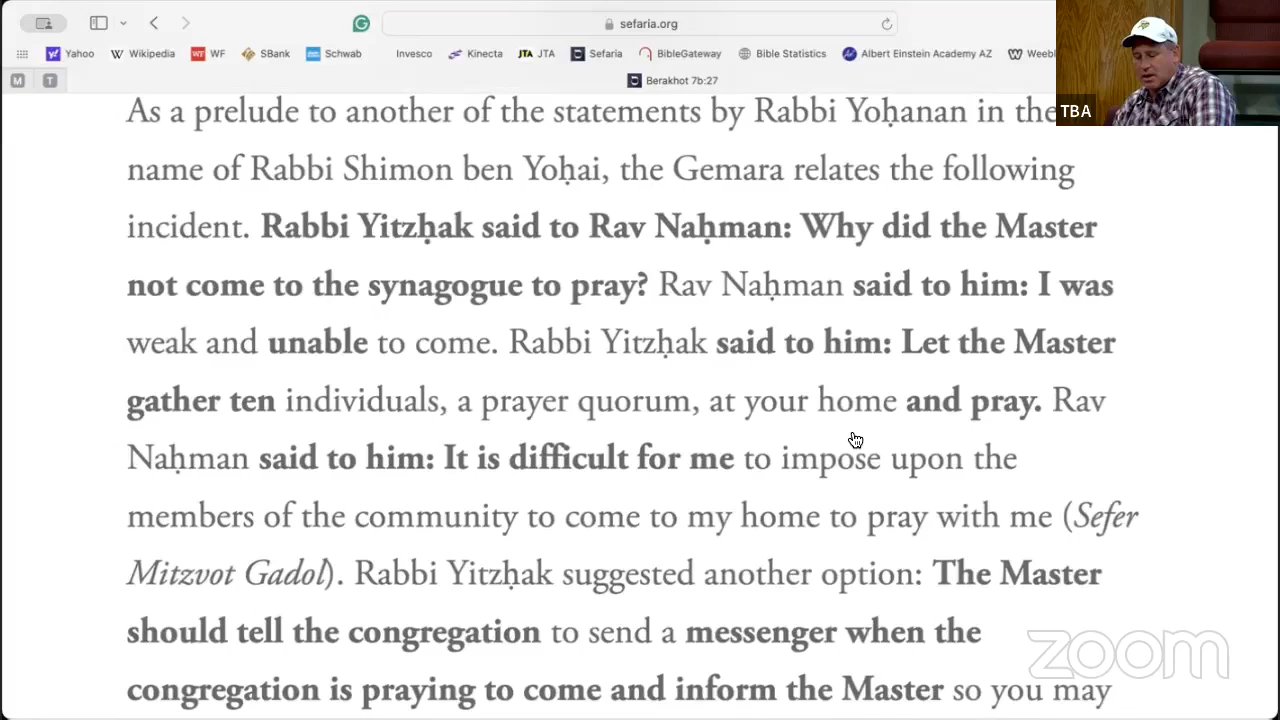 sefaria.org
Yahoo
W Wikipedia
WF WF
SBank
Schwab
Invesco
Kinecta
JTA JTA
Sefaria
BibleGateway
Bible Statistics
Albert Einstein Academy AZ
Weebl
M
T
Berakhot 7b:27
TBA
As a prelude to another of the statements by Rabbi Yoḥanan in the
name of Rabbi Shimon ben Yoḥai, the Gemara relates the following
incident. Rabbi Yitzḥak said to Rav Naḥman: Why did the Master
not come to the synagogue to pray? Rav Naḥman said to him: I was
weak and unable to come. Rabbi Yitzḥak said to him: Let the Master
gather ten individuals, a prayer quorum, at your home and pray. Rav
Naḥman said to him: It is difficult for me to impose upon the
members of the community to come to my home to pray with me (Sefer
Mitzvot Gadol). Rabbi Yitzḥak suggested another option: The Master
should tell the congregation to send a messenger when the
congregation is praying to come and inform the Master so you may
zoom